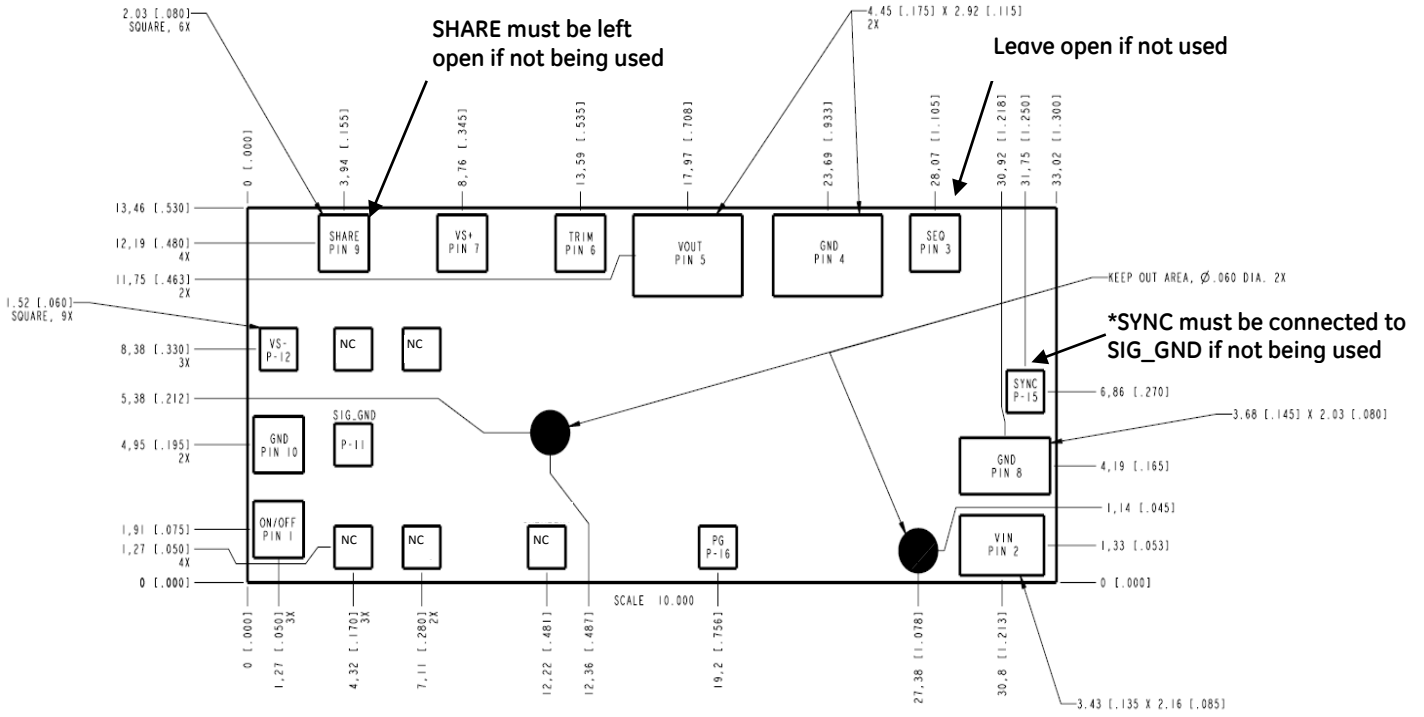 2.03 [.080]
SQUARE, 6X
SHARE must be left
open if not being used
4.45 [.175] X 2.92 [.115]
2X
Leave open if not used
0 [.000]
3,94 [.155]
8,76 [.345]
13,59 [.535]
17,97 [.708]
23,69 [.933]
28,07 [1.105]
30,92 [1.218]
31,75 [1.250]
33,02 [1.300]
13,46 [.530]
12,19 [.480]
4X
11,75 [.463]
2X
SHARE
PIN 9
VS+
PIN 7
TRIM
PIN 6
VOUT
PIN 5
GND
PIN 4
SEQ
PIN 3
KEEP OUT AREA, Ø.060 DIA. 2X
1.52 [.060]
SQUARE, 9X
*SYNC must be connected to
SIG_GND if not being used
8,38 [.330]
3X
VS-
P-12
NC
NC
SYNC
P-15
6,86 [.270]
5,38 [.212]
3.68 [.145] X 2.03 [.080]
SIG_GND
P-11
4,95 [.195]
2X
GND
PIN 10
GND
PIN 8
4,19 [.165]
1,14 [.045]
1,91 [.075]
1,27 [.050]
4X
ON/OFF
PIN 1
NC
NC
NC
PG
P-16
VIN
PIN 2
1,33 [.053]
0 [.000]
0 [.000]
SCALE 10.000
0 [.000]
1,27 [.050]
3X
4,32 [.170]
3X
7,11 [.280]
2X
12,22 [.481]
12,36 [.487]
19,2 [.756]
27,38 [1.078]
30,8 [1.213]
3.43 [.135 X 2.16 [.085]